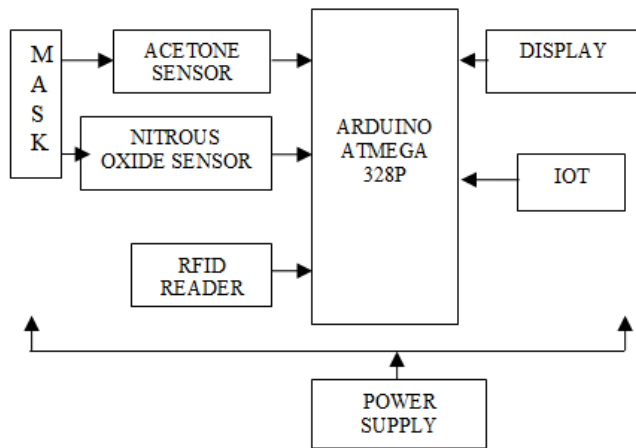 M
A
S
K
ACETONE
SENSOR
NITROUS
OXIDE SENSOR
RFID
READER
ARDUINO
ATMEGA
328P
DISPLAY
IOT
POWER
SUPPLY